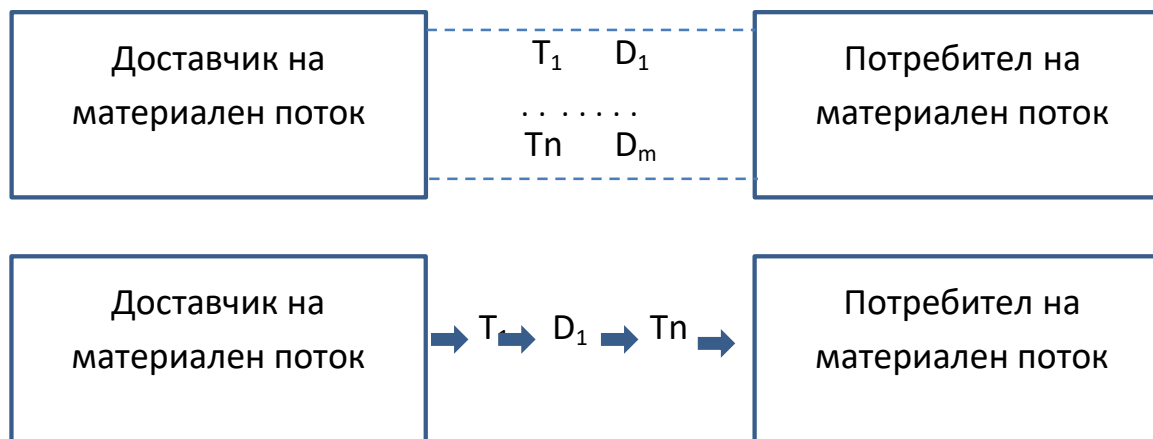 Доставчик на
материален поток
T₁ D₁
. . . . . . . .
Tn Dₘ
Потребител на
материален поток
Доставчик на
материален поток
T₁ D₁ Tn
Потребител на
материален поток